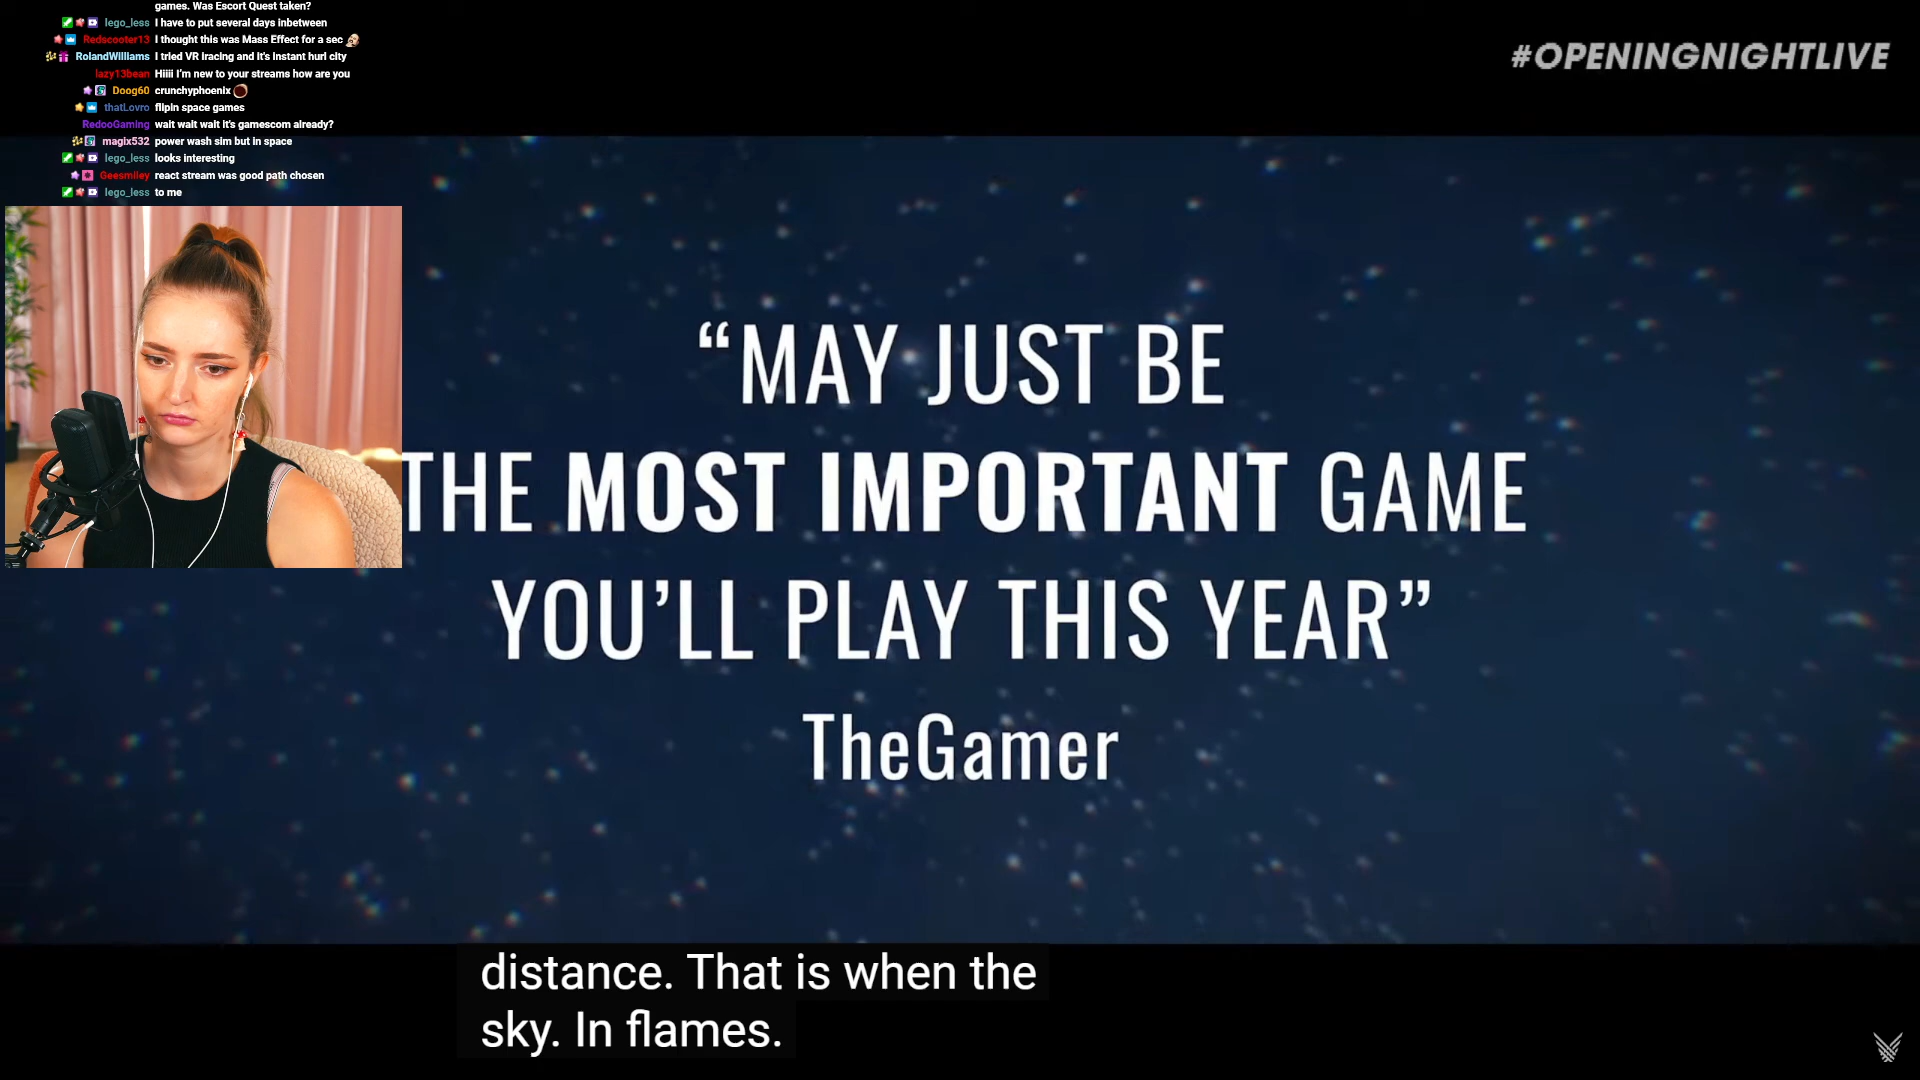 games. Was Escort Quest taken?
lego_less I have to put several days inbetween
Redscooter13 I thought this was Mass Effect for a sec
RolandWilliams I tried VR iracing and it's instant hurl city
lazy13bean Hiiii I'm new to your streams how are you
Doog60 crunchyphoenix
thatLovro flipin space games
RedooGaming wait wait wait it's gamescom already?
magix532 power wash sim but in space
lego_less looks interesting
Geesmiley react stream was good path chosen
lego_less to me
#OPENINGNIGHTLIVE
“MAY JUST BE
THE MOST IMPORTANT GAME
YOU’LL PLAY THIS YEAR”
TheGamer
distance. That is when the
sky. In flames.